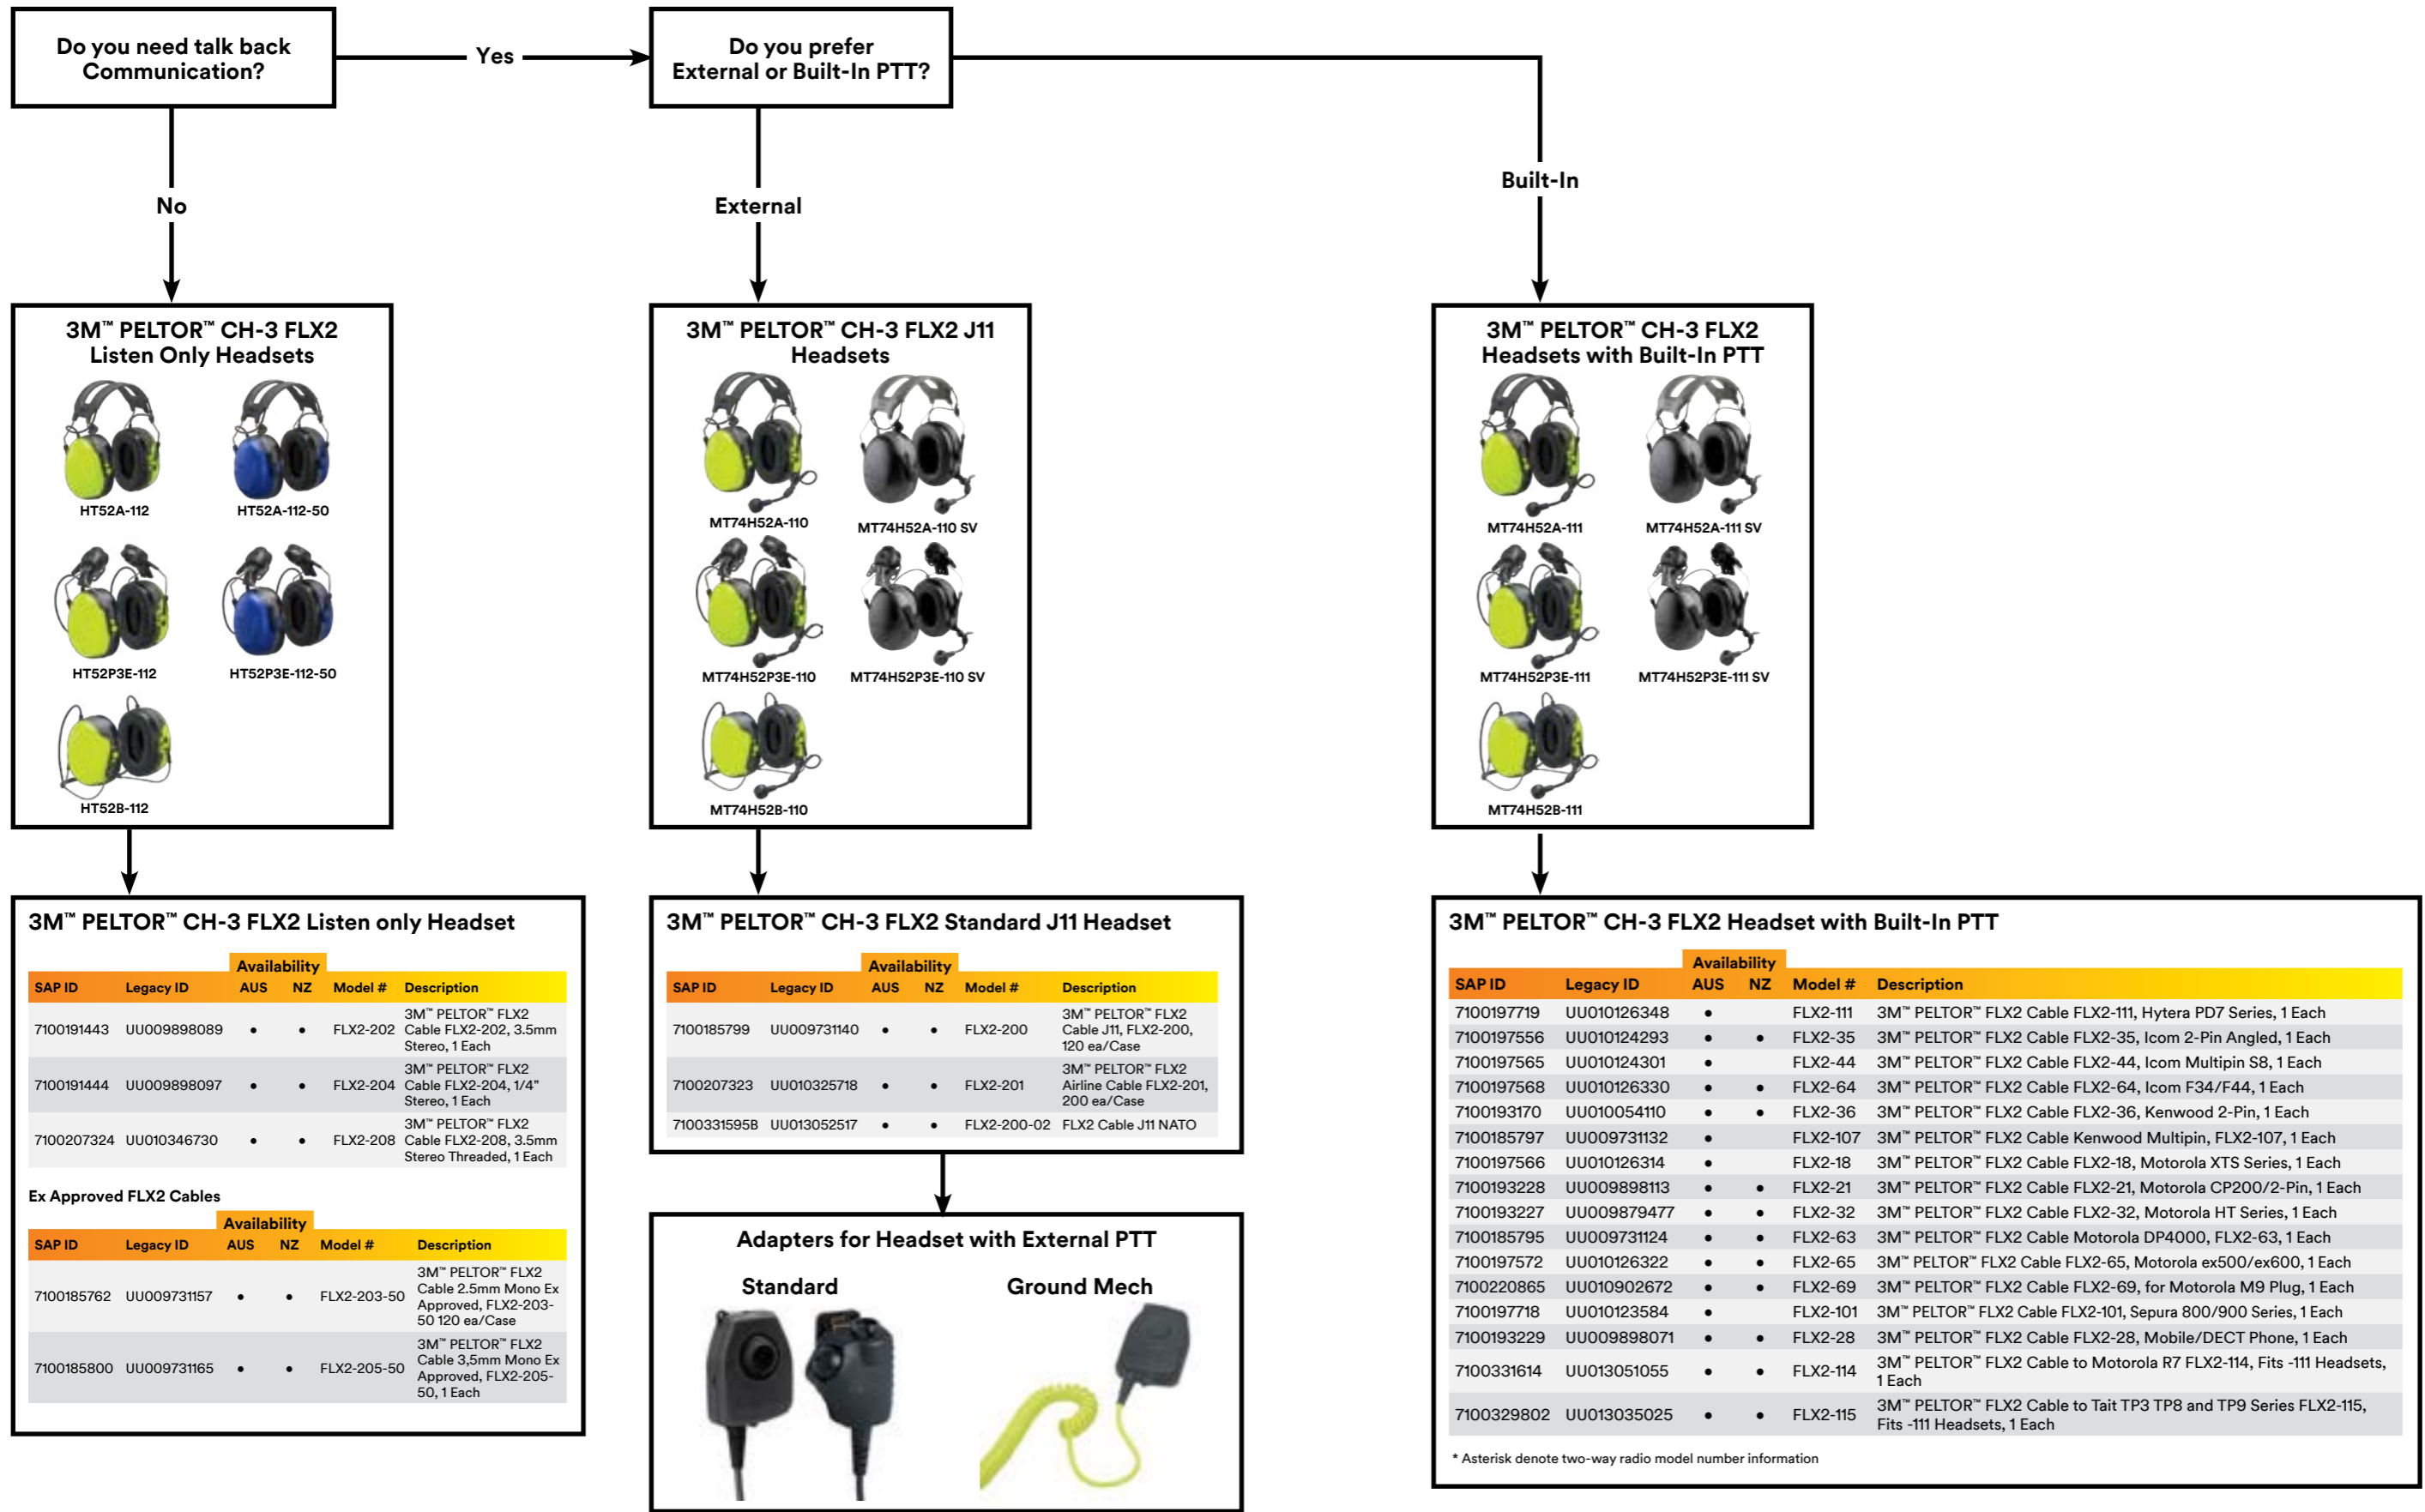 Do you need talk back
Communication?
Yes
Do you prefer
External or Built-In PTT?
No
External
Built-In
3M™ PELTOR™ CH-3 FLX2
Listen Only Headsets
HT52A-112
HT52A-112-50
HT52P3E-112
HT52P3E-112-50
HT52B-112
3M™ PELTOR™ CH-3 FLX2 J11
Headsets
MT74H52A-110
MT74H52A-110 SV
MT74H52P3E-110
MT74H52P3E-110 SV
MT74H52B-110
3M™ PELTOR™ CH-3 FLX2
Headsets with Built-In PTT
MT74H52A-111
MT74H52A-111 SV
MT74H52P3E-111
MT74H52P3E-111 SV
MT74H52B-111
3M™ PELTOR™ CH-3 FLX2 Listen only Headset
Availability
SAP ID Legacy ID AUS NZ Model # Description
7100191443 UU009898089 • • FLX2-202 3M™ PELTOR™ FLX2
Cable FLX2-202, 3.5mm
Stereo, 1 Each
7100191444 UU009898097 • • FLX2-204 3M™ PELTOR™ FLX2
Cable FLX2-204, 1/4"
Stereo, 1 Each
7100207324 UU010346730 • • FLX2-208 3M™ PELTOR™ FLX2
Cable FLX2-208, 3.5mm
Stereo Threaded, 1 Each
Ex Approved FLX2 Cables
Availability
SAP ID Legacy ID AUS NZ Model # Description
7100185762 UU009731157 • • FLX2-203-50 3M™ PELTOR™ FLX2
Cable 2.5mm Mono Ex
Approved, FLX2-203-
50 120 ea/Case
7100185800 UU009731165 • • FLX2-205-50 3M™ PELTOR™ FLX2
Cable 3,5mm Mono Ex
Approved, FLX2-205-
50, 1 Each
3M™ PELTOR™ CH-3 FLX2 Standard J11 Headset
Availability
SAP ID Legacy ID AUS NZ Model # Description
7100185799 UU009731140 • • FLX2-200 3M™ PELTOR™ FLX2
Cable J11, FLX2-200,
120 ea/Case
7100207323 UU010325718 • • FLX2-201 3M™ PELTOR™ FLX2
Airline Cable FLX2-201,
200 ea/Case
7100331595B UU013052517 • • FLX2-200-02 FLX2 Cable J11 NATO
Adapters for Headset with External PTT
Standard
Ground Mech
3M™ PELTOR™ CH-3 FLX2 Headset with Built-In PTT
Availability
SAP ID Legacy ID AUS NZ Model # Description
7100197719 UU010126348 • FLX2-111 3M™ PELTOR™ FLX2 Cable FLX2-111, Hytera PD7 Series, 1 Each
7100197556 UU010124293 • • FLX2-35 3M™ PELTOR™ FLX2 Cable FLX2-35, Icom 2-Pin Angled, 1 Each
7100197565 UU010124301 • FLX2-44 3M™ PELTOR™ FLX2 Cable FLX2-44, Icom Multipin S8, 1 Each
7100197568 UU010126330 • • FLX2-64 3M™ PELTOR™ FLX2 Cable FLX2-64, Icom F34/F44, 1 Each
7100193170 UU010054110 • • FLX2-36 3M™ PELTOR™ FLX2 Cable FLX2-36, Kenwood 2-Pin, 1 Each
7100185797 UU009731132 • FLX2-107 3M™ PELTOR™ FLX2 Cable Kenwood Multipin, FLX2-107, 1 Each
7100197566 UU010126314 • FLX2-18 3M™ PELTOR™ FLX2 Cable FLX2-18, Motorola XTS Series, 1 Each
7100193228 UU009898113 • • FLX2-21 3M™ PELTOR™ FLX2 Cable FLX2-21, Motorola CP200/2-Pin, 1 Each
7100193227 UU009879477 • • FLX2-32 3M™ PELTOR™ FLX2 Cable FLX2-32, Motorola HT Series, 1 Each
7100185795 UU009731124 • • FLX2-63 3M™ PELTOR™ FLX2 Cable Motorola DP4000, FLX2-63, 1 Each
7100197572 UU010126322 • • FLX2-65 3M™ PELTOR™ FLX2 Cable FLX2-65, Motorola ex500/ex600, 1 Each
7100220865 UU010902672 • • FLX2-69 3M™ PELTOR™ FLX2 Cable FLX2-69, for Motorola M9 Plug, 1 Each
7100197718 UU010123584 • FLX2-101 3M™ PELTOR™ FLX2 Cable FLX2-101, Sepura 800/900 Series, 1 Each
7100193229 UU009898071 • • FLX2-28 3M™ PELTOR™ FLX2 Cable FLX2-28, Mobile/DECT Phone, 1 Each
7100331614 UU013051055 • • FLX2-114 3M™ PELTOR™ FLX2 Cable to Motorola R7 FLX2-114, Fits -111 Headsets,
1 Each
7100329802 UU013035025 • • FLX2-115 3M™ PELTOR™ FLX2 Cable to Tait TP3 TP8 and TP9 Series FLX2-115,
Fits -111 Headsets, 1 Each
* Asterisk denote two-way radio model number information